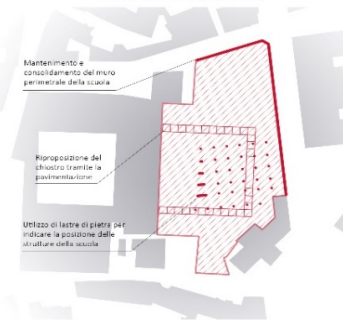 Mantenimento e
consolidamento del muro
perimetrale della scuola
Riproposizione del
chiostro tramite la
pavimentazione
Utilizzo di lastre di pietra per
indicare la posizione delle
strutture della scuola